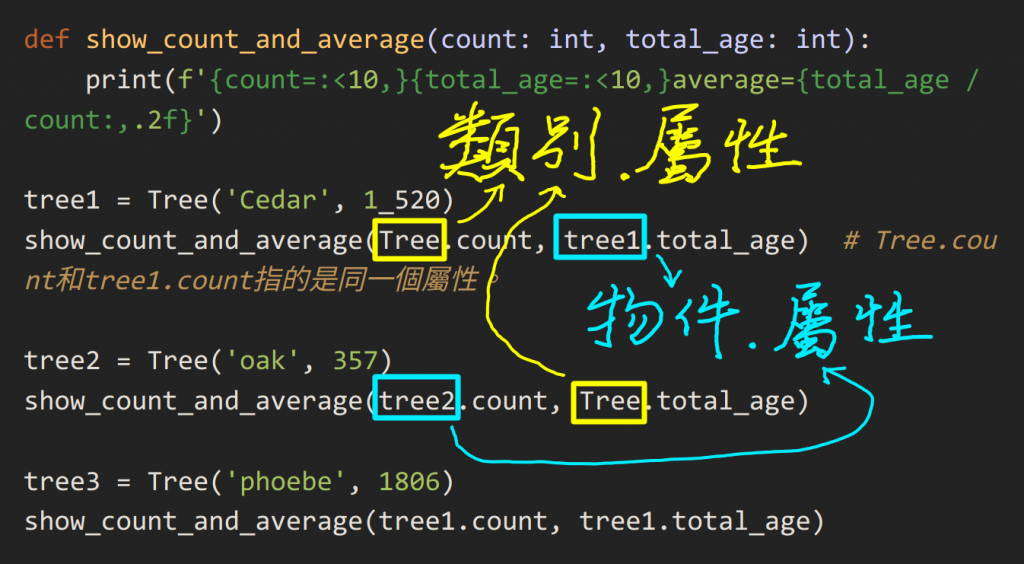 def show_count_and_average(count: int, total_age: int):
    print(f'{count=:<10,}{total_age=:<10,}average={total_age /
count:,.2f}')
類別.屬性
tree1 = Tree('Cedar', 1_520)
show_count_and_average(Tree.count, tree1.total_age)  # Tree.cou
nt和tree1.count指的是同一個屬性。
物件.屬性
tree2 = Tree('oak', 357)
show_count_and_average(tree2.count, Tree.total_age)
tree3 = Tree('phoebe', 1806)
show_count_and_average(tree1.count, tree1.total_age)